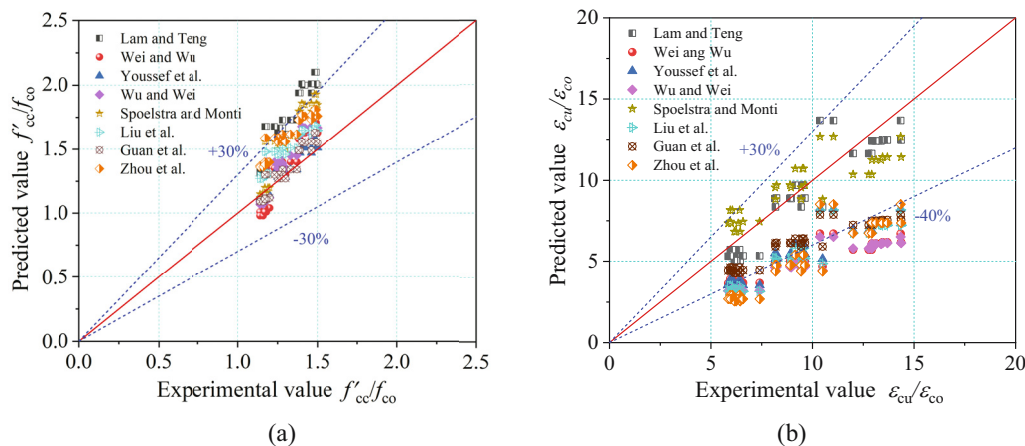 (a)
2.5
2.0
1.5
1.0
0.5
0.0
Predicted value f′cc/fco
Lam and Teng
Wei and Wu
Youssef et al.
Wu and Wei
Spoelstra and Monti
Liu et al.
Guan et al.
Zhou et al.
+30%
-30%
0.0 0.5 1.0 1.5 2.0 2.5
Experimental value f′cc/fco
(a)
(b)
20
15
10
5
0
Predicted value εcu/εco
Lam and Teng
Wei ang Wu
Youssef et al.
Wu and Wei
Spoelstra and Monti
Liu et al.
Guan et al.
Zhou et al.
+30%
-40%
0 5 10 15 20
Experimental value εcu/εco
(b)